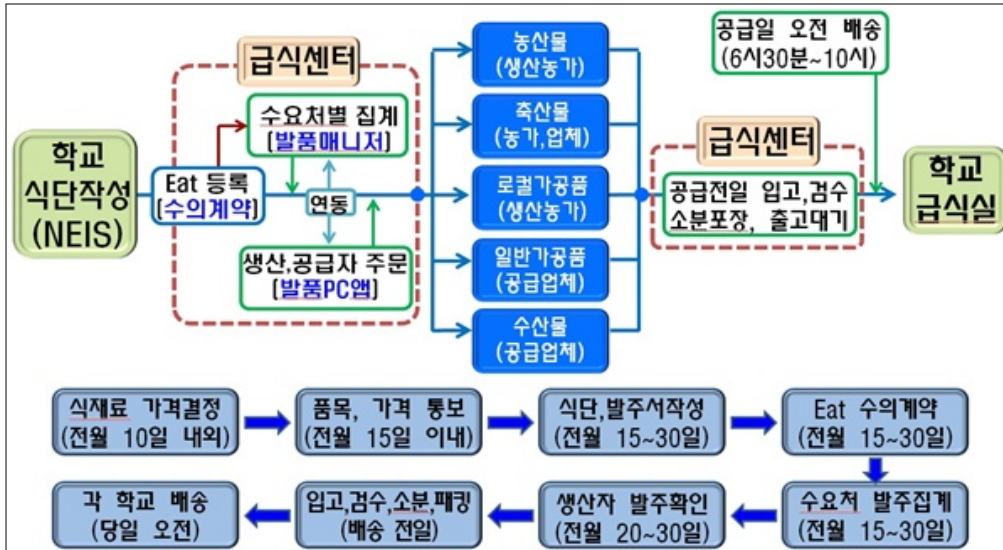 급식센터
공급일 오전 배송
(6시30분~10시)
학교
식단작성
(NEIS)
Eat 등록
[수의계약]
수요처별 집계
[발품매니저]
연동
생산,공급자 주문
[발품PC앱]
농산물
(생산농가)
축산물
(농가,업체)
로컬가공품
(생산농가)
일반가공품
(공급업체)
수산물
(공급업체)
급식센터
공급전일 입고,검수
소분포장, 출고대기
학교
급식실
식재료 가격결정
(전월 10일 내외)
품목, 가격 통보
(전월 15일 이내)
식단,발주서작성
(전월 15~30일)
Eat 수의계약
(전월 15~30일)
수요처 발주집계
(전월 15~30일)
생산자 발주확인
(전월 20~30일)
입고,검수,소분,패킹
(배송 전일)
각 학교 배송
(당일 오전)